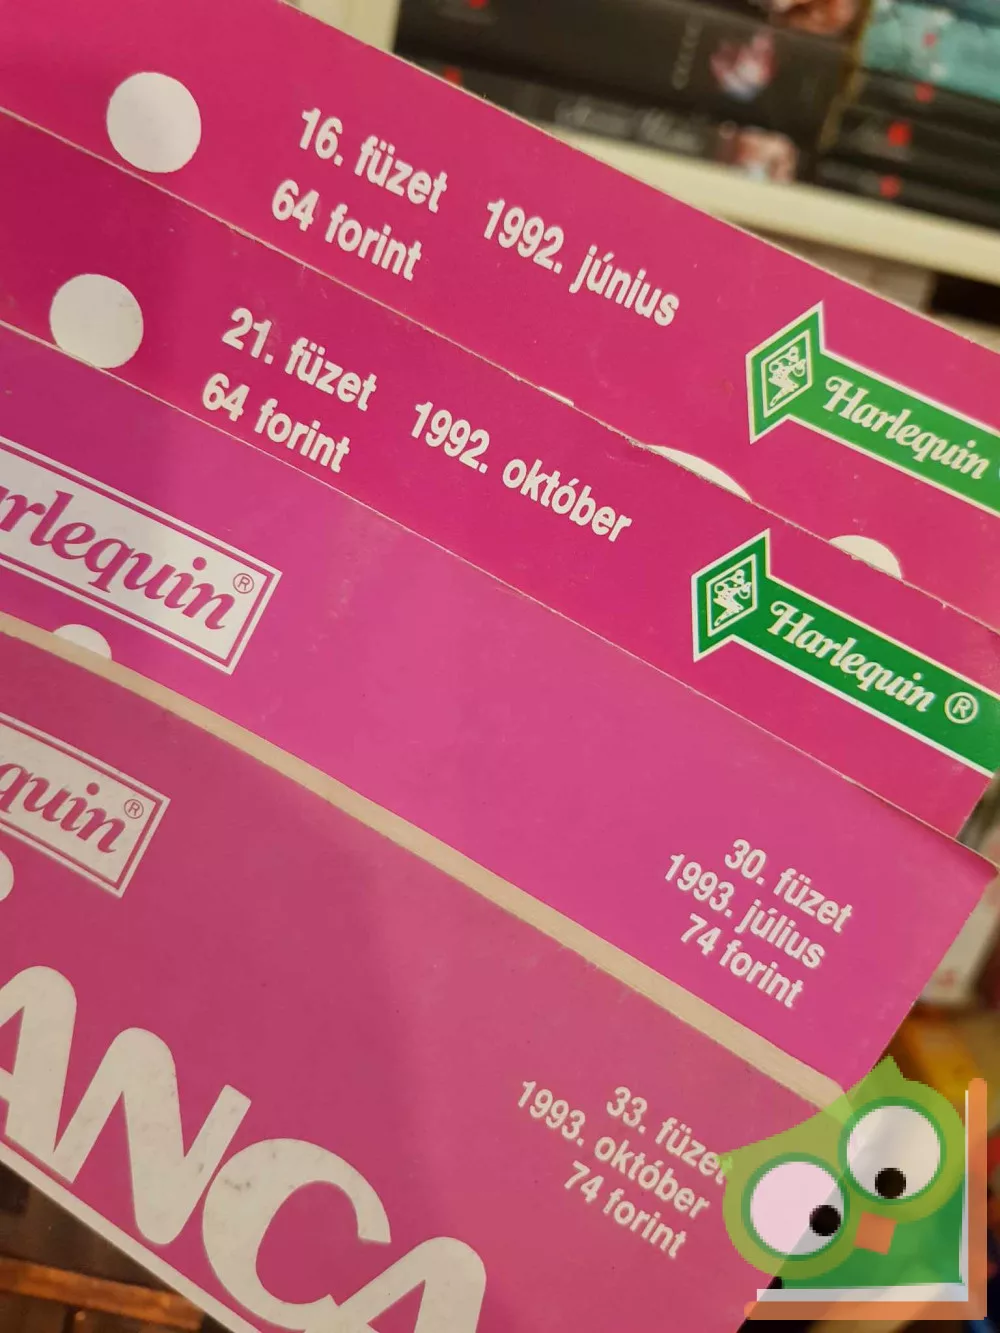 16. füzet 1992. június
64 forint
Harlequin
21. füzet 1992. október
64 forint
Harlequin ®
rlequin ®
30. füzet
1993. július
74 forint
quin ®
33. füzet
1993. október
74 forint
ANCA